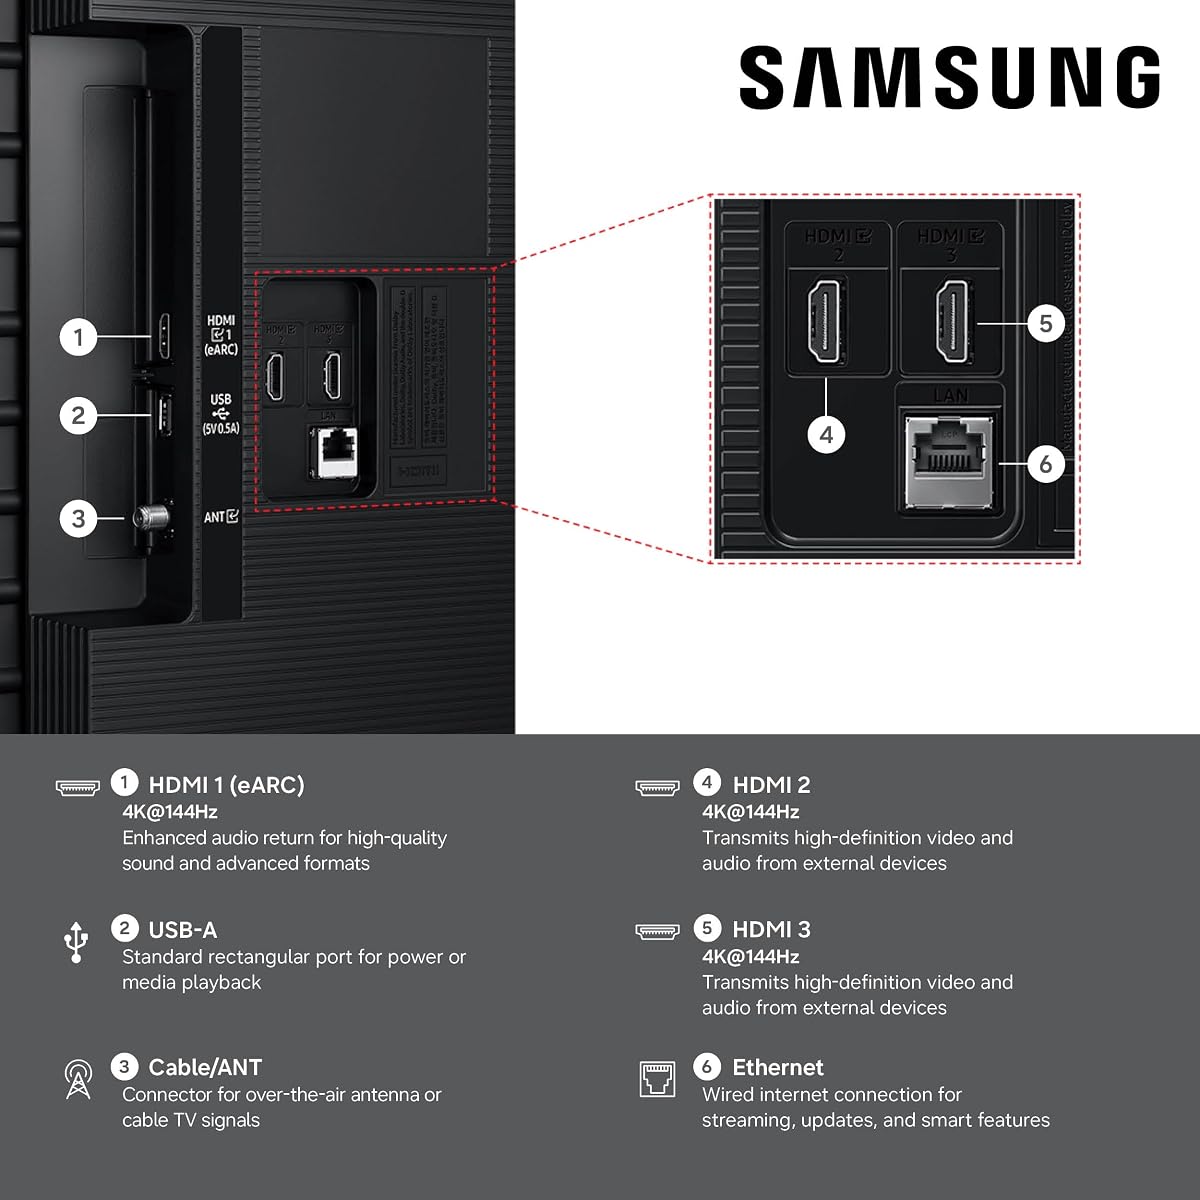 SAMSUNG
HDMI
1
(eARC)
USB
(5V 0.5A)
ANT
HDMI
2
HDMI
3
LAN
HDMI
2
HDMI
3
LAN
1
2
3
4
5
6
1 HDMI 1 (eARC)
4K@144Hz
Enhanced audio return for high-quality
sound and advanced formats
2 USB-A
Standard rectangular port for power or
media playback
3 Cable/ANT
Connector for over-the-air antenna or
cable TV signals
4 HDMI 2
4K@144Hz
Transmits high-definition video and
audio from external devices
5 HDMI 3
4K@144Hz
Transmits high-definition video and
audio from external devices
6 Ethernet
Wired internet connection for
streaming, updates, and smart features